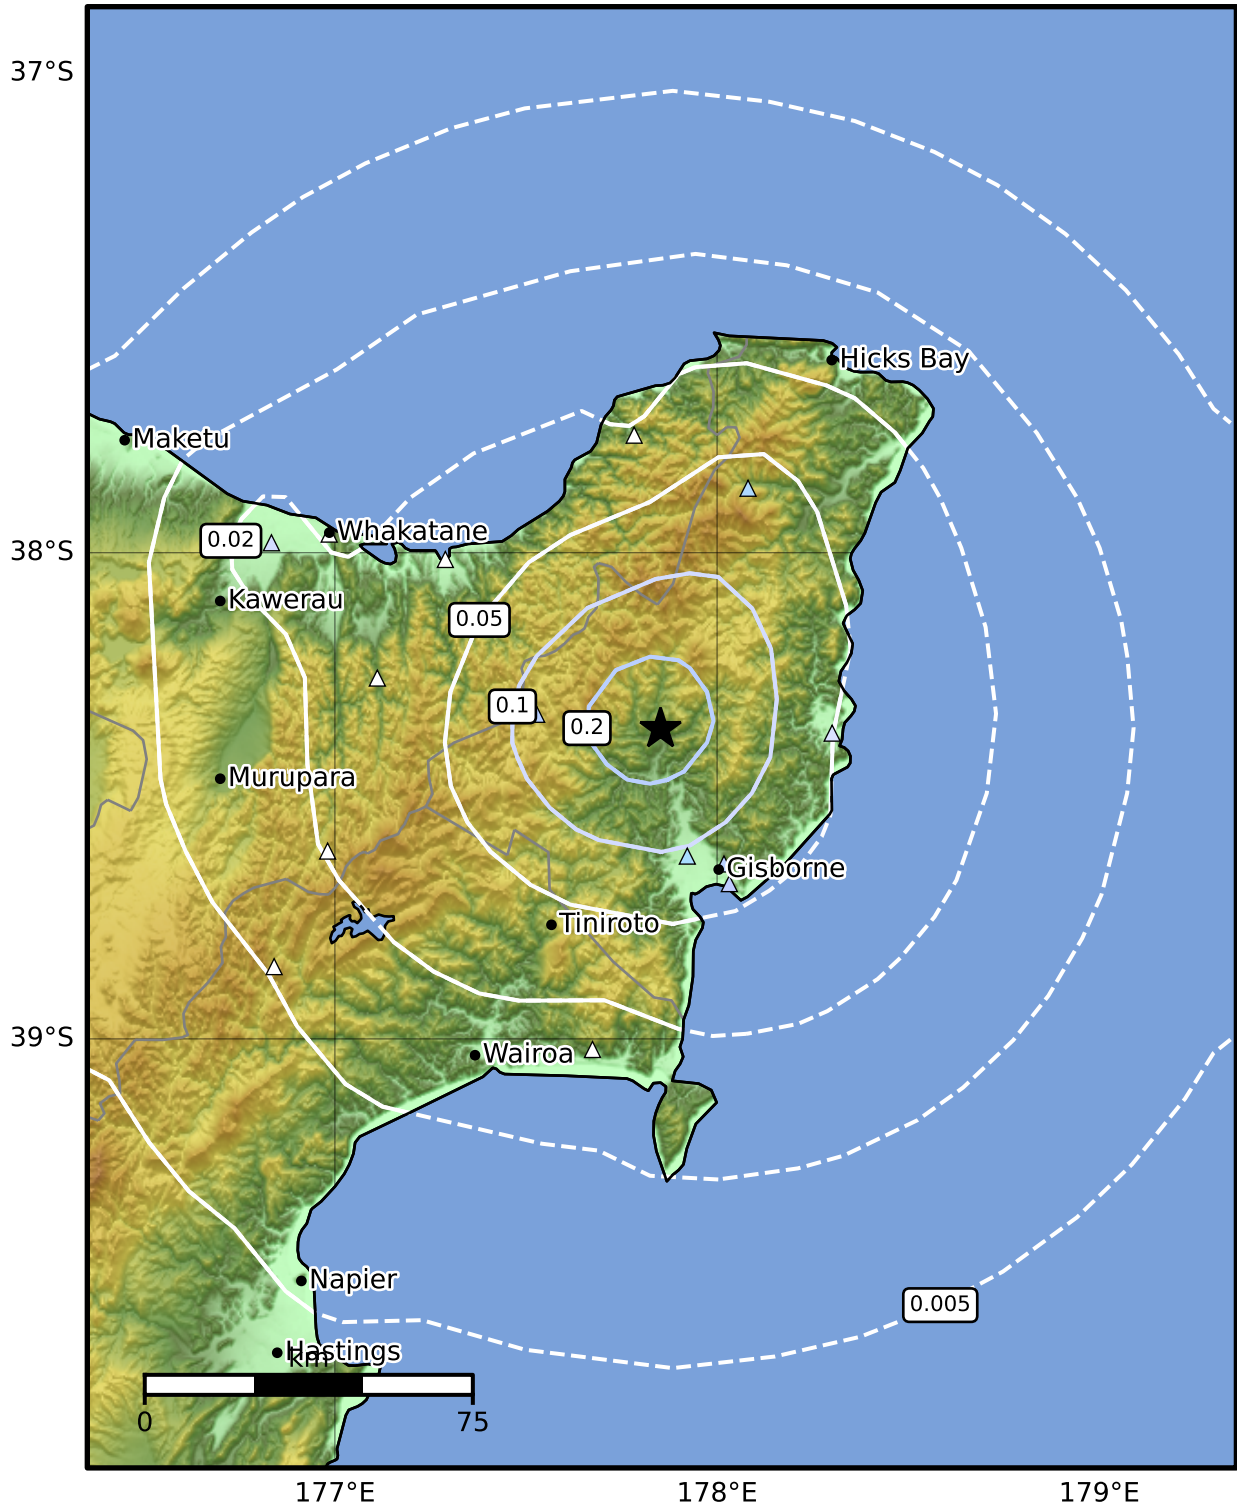 37°S
Hicks Bay
Maketu
Whakatane
0.02
38°S
Kawerau
0.05
0.1
0.2
Murupara
Gisborne
Tiniroto
39°S
Wairoa
Napier
0.005
Hastings
km
0
75
177°E
178°E
179°E